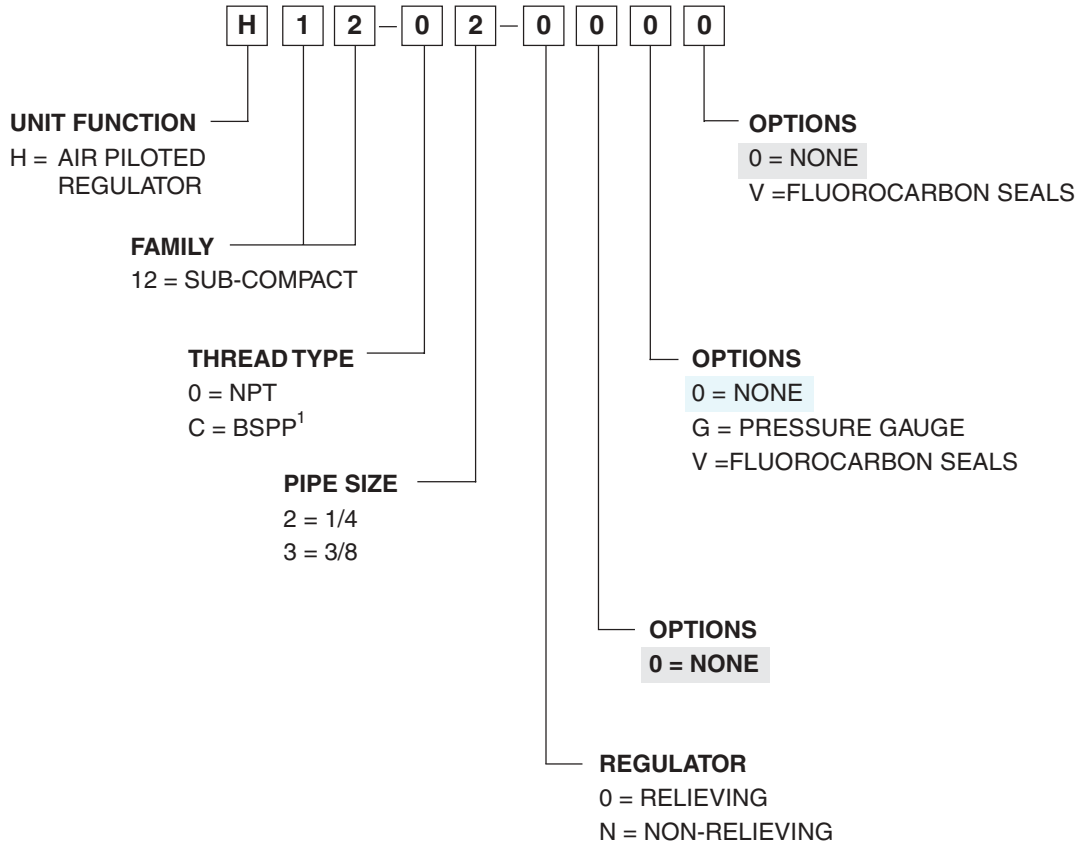 H 1 2 – 0 2 – 0 0 0 0
UNIT FUNCTION
H = AIR PILOTED
REGULATOR
FAMILY
12 = SUB-COMPACT
THREAD TYPE
0 = NPT
C = BSPP1
PIPE SIZE
2 = 1/4
3 = 3/8
OPTIONS
0 = NONE
V =FLUOROCARBON SEALS
OPTIONS
0 = NONE
G = PRESSURE GAUGE
V =FLUOROCARBON SEALS
OPTIONS
0 = NONE
REGULATOR
0 = RELIEVING
N = NON-RELIEVING